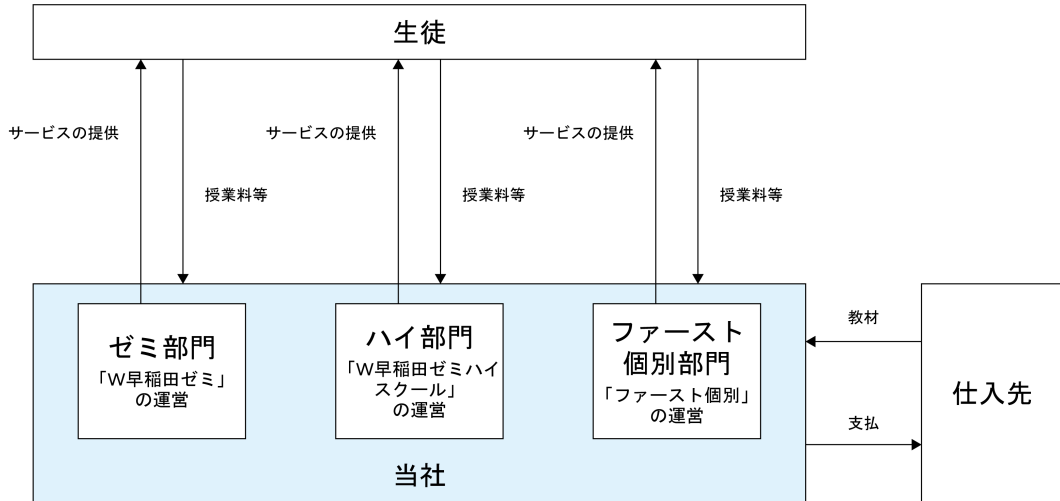 生徒
サービスの提供
サービスの提供
サービスの提供
授業料等
授業料等
授業料等
ゼミ部門
「W早稲田ゼミ」
の運営
ハイ部門
「W早稲田ゼミハイ
スクール」
の運営
ファースト
個別部門
「ファースト個別」
の運営
当社
教材
支払
仕入先